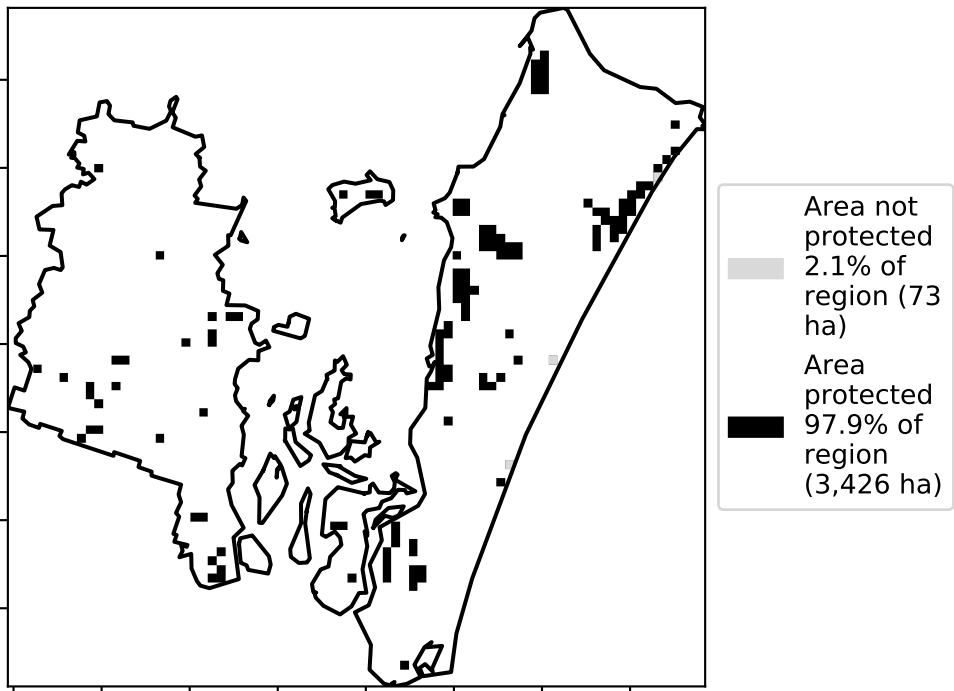 Area not
protected
2.1% of
region (73
ha)
Area
protected
97.9% of
region
(3,426 ha)